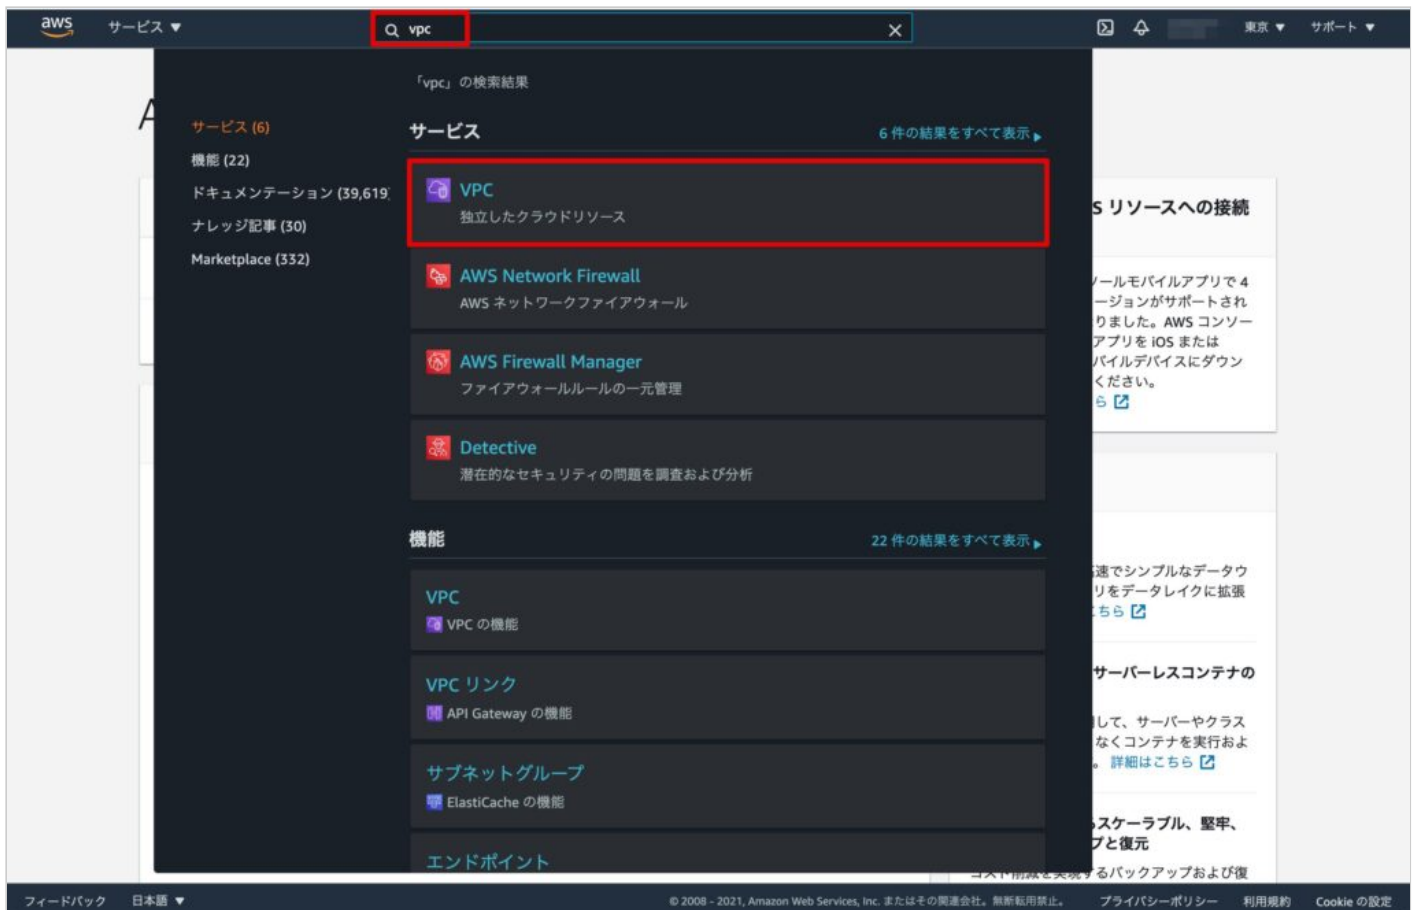 aws
サービス ▼
vpc
東京 ▼
サポート ▼
「vpc」の検索結果
サービス (6)
機能 (22)
ドキュメンテーション (39,619
ナレッジ記事 (30)
Marketplace (332)
サービス
6 件の結果をすべて表示 ▶
VPC
独立したクラウドリソース
AWS Network Firewall
AWS ネットワークファイアウォール
AWS Firewall Manager
ファイアウォールルールの一元管理
Detective
潜在的なセキュリティの問題を調査および分析
機能
22 件の結果をすべて表示 ▶
VPC
VPC の機能
VPC リンク
API Gateway の機能
サブネットグループ
ElastiCache の機能
エンドポイント
A
S リソースへの接続
ソールモバイルアプリで 4
ージョンがサポートされ
りました。AWS コンソー
アプリを iOS または
バイルデバイスにダウン
ください。
ら
速でシンプルなデータウ
リをデータレイクに拡張
ちら
サーバーレスコンテナの
して、サーバーやクラス
なくコンテナを実行およ
。詳細はこちら
スケーラブル、堅牢、
プと復元
コスト削減を実現するバックアップおよび復
フィードバック
日本語 ▼
© 2008 - 2021, Amazon Web Services, Inc. またはその関連会社。無断転用禁止。
プライバシーポリシー
利用規約
Cookie の設定